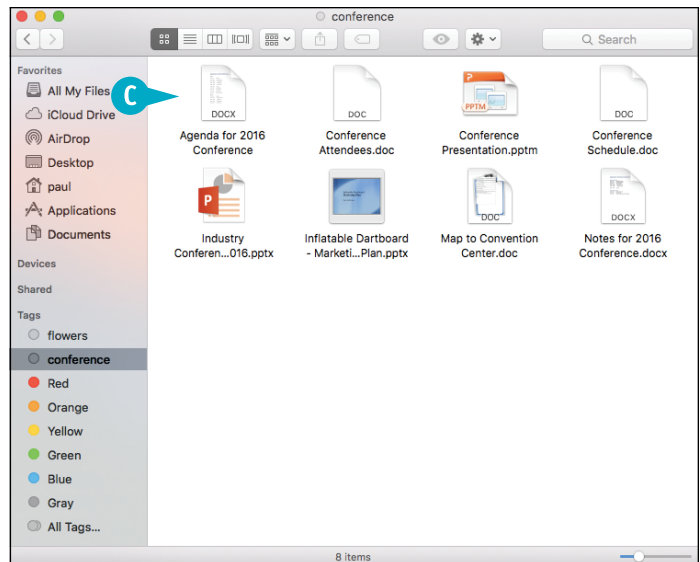 conference
Search
Favorites
All My Files
iCloud Drive
AirDrop
Desktop
paul
Applications
Documents
Devices
Shared
Tags
flowers
conference
Red
Orange
Yellow
Green
Blue
Gray
All Tags...
C
DOCX
Agenda for 2016
Conference
DOC
Conference
Attendees.doc
P
PPTM
Conference
Presentation.pptm
DOC
Conference
Schedule.doc
P
Industry
Conferen...016.pptx
Inflatable Dartboard
- Marketi...Plan.pptx
DOC
Map to Convention
Center.doc
DOCX
Notes for 2016
Conference.docx
8 items